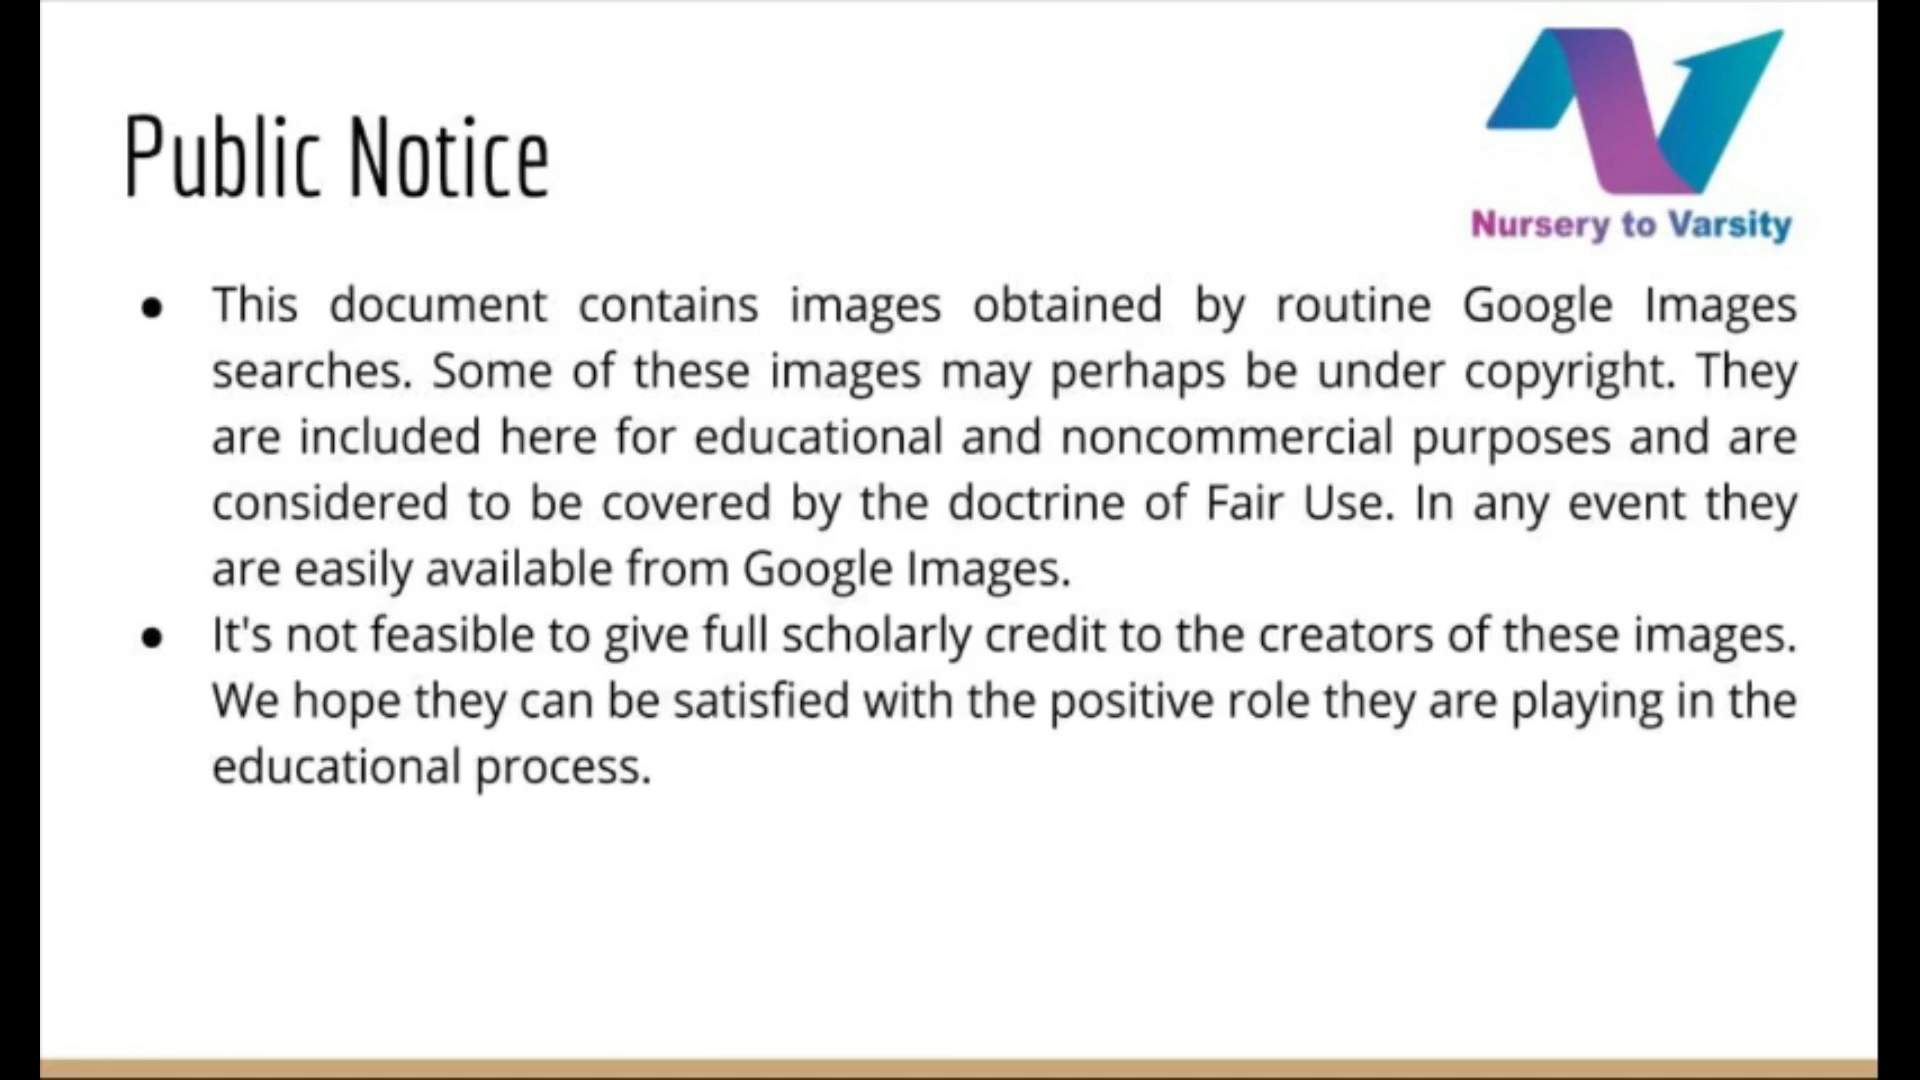 Public Notice
Nursery to Varsity
● This document contains images obtained by routine Google Images
searches. Some of these images may perhaps be under copyright. They
are included here for educational and noncommercial purposes and are
considered to be covered by the doctrine of Fair Use. In any event they
are easily available from Google Images.
● It's not feasible to give full scholarly credit to the creators of these images.
We hope they can be satisfied with the positive role they are playing in the
educational process.